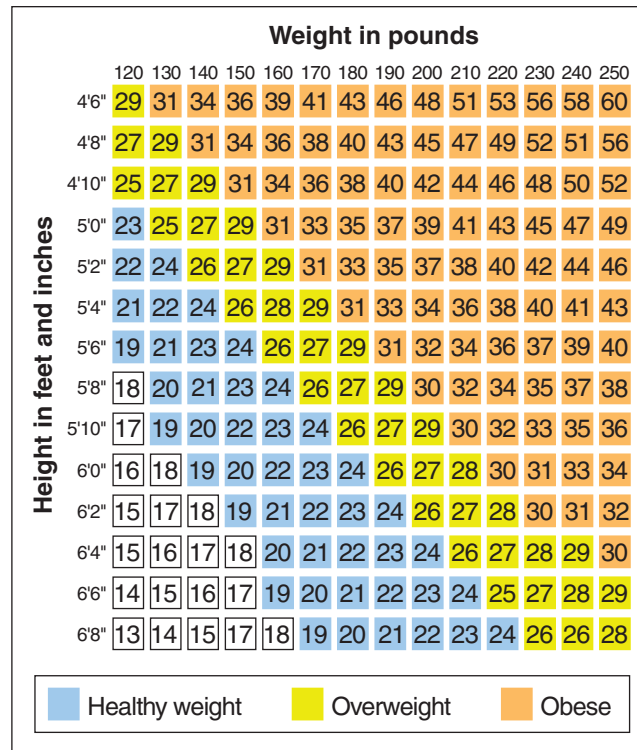 Weight in pounds
120 130 140 150 160 170 180 190 200 210 220 230 240 250
Height in feet and inches
4'6" 29 31 34 36 39 41 43 46 48 51 53 56 58 60
4'8" 27 29 31 34 36 38 40 43 45 47 49 52 51 56
4'10" 25 27 29 31 34 36 38 40 42 44 46 48 50 52
5'0" 23 25 27 29 31 33 35 37 39 41 43 45 47 49
5'2" 22 24 26 27 29 31 33 35 37 38 40 42 44 46
5'4" 21 22 24 26 28 29 31 33 34 36 38 40 41 43
5'6" 19 21 23 24 26 27 29 31 32 34 36 37 39 40
5'8" 18 20 21 23 24 26 27 29 30 32 34 35 37 38
5'10" 17 19 20 22 23 24 26 27 29 30 32 33 35 36
6'0" 16 18 19 20 22 23 24 26 27 28 30 31 33 34
6'2" 15 17 18 19 21 22 23 24 26 27 28 30 31 32
6'4" 15 16 17 18 20 21 22 23 24 26 27 28 29 30
6'6" 14 15 16 17 19 20 21 22 23 24 25 27 28 29
6'8" 13 14 15 17 18 19 20 21 22 23 24 26 26 28
Healthy weight Overweight Obese